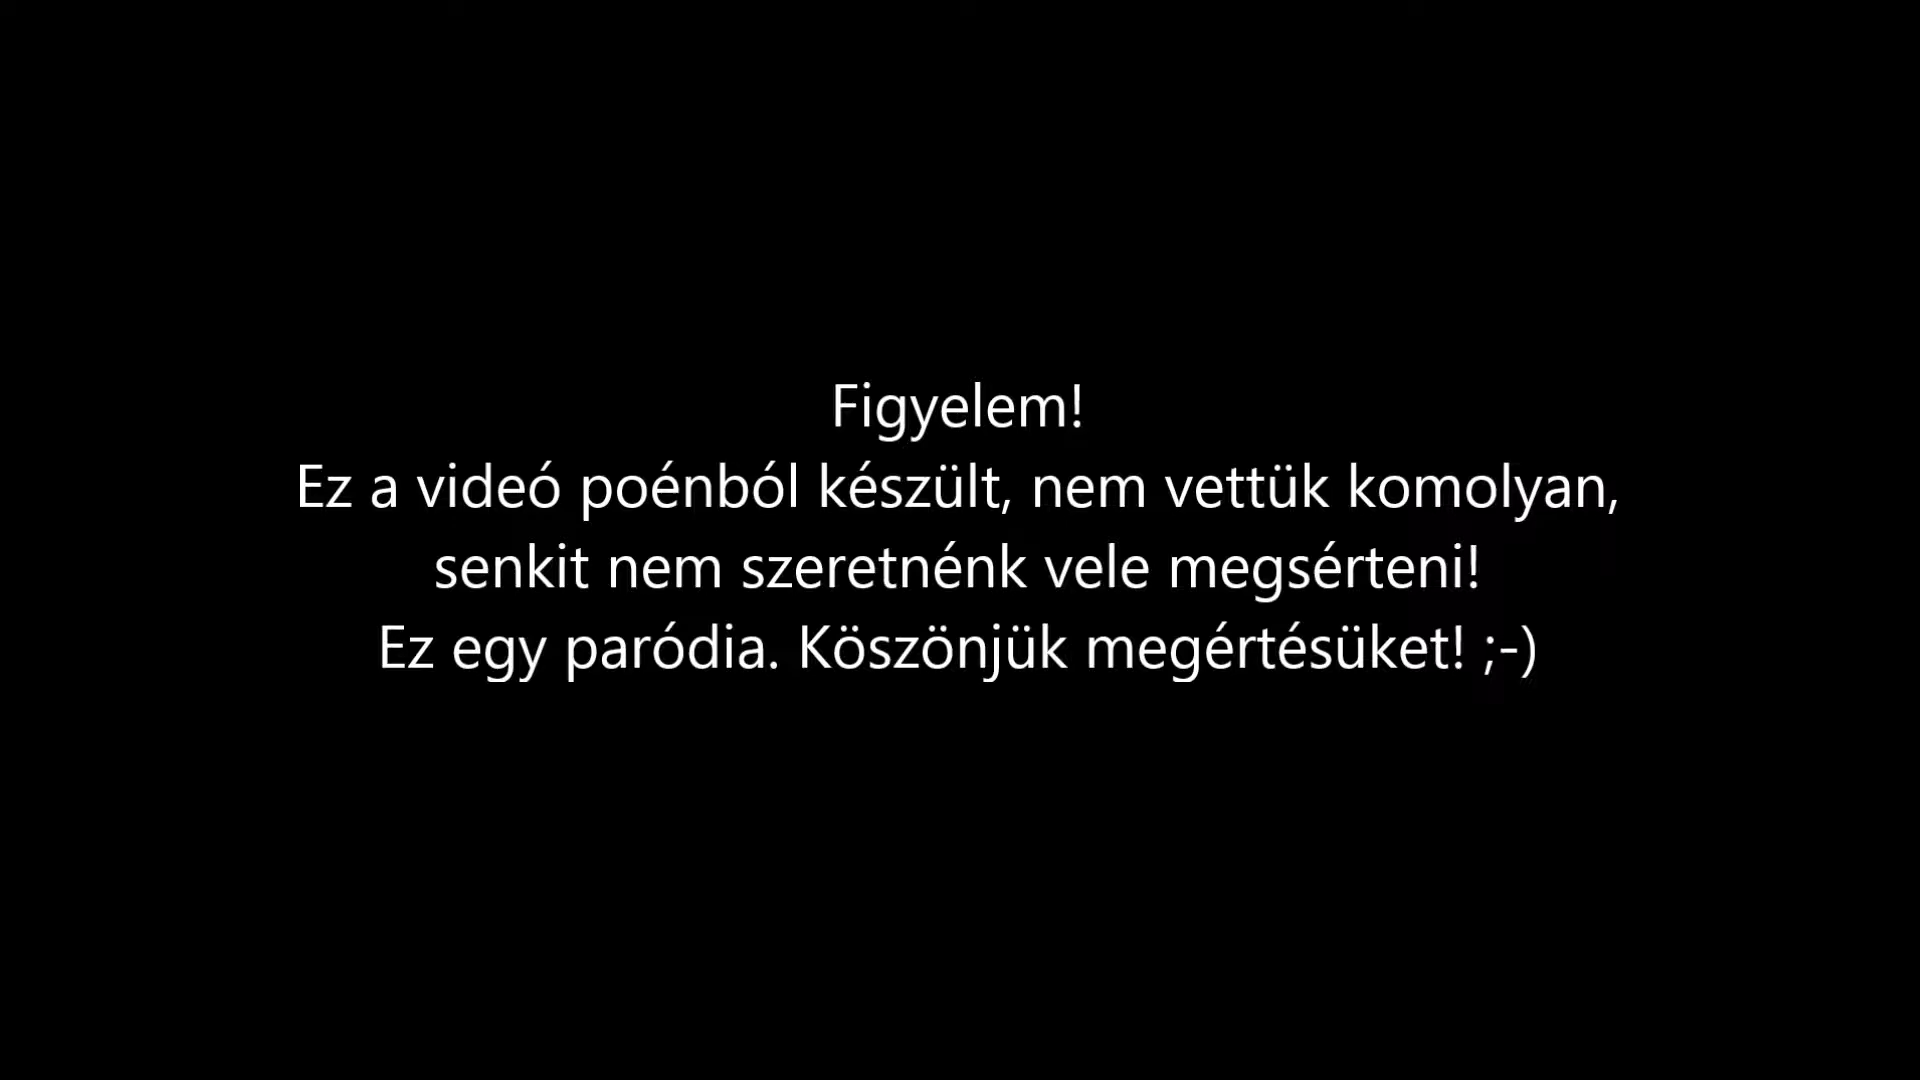 Figyelem!
Ez a videó poénból készült, nem vettük komolyan,
senkit nem szeretnénk vele megsérteni!
Ez egy paródia. Köszönjük megértésüket! ;-)